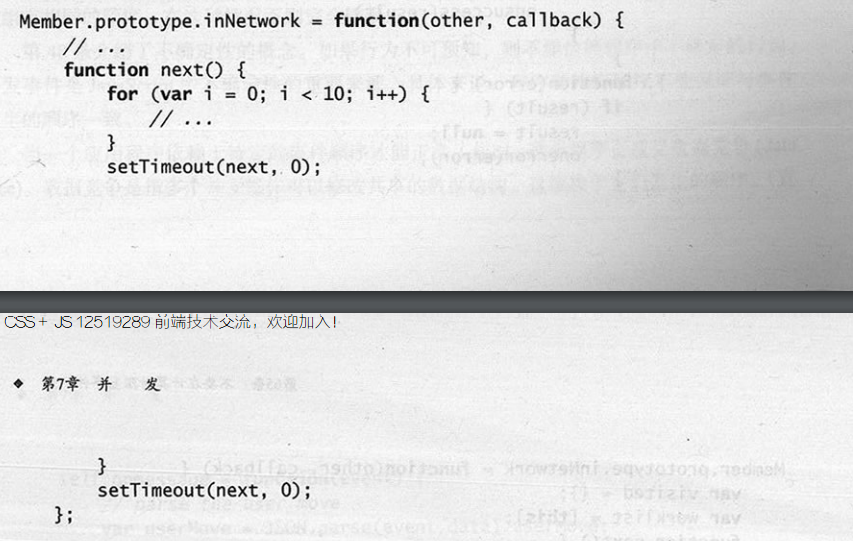 Member.prototype.inNetwork = function(other, callback) {
// ...
function next() {
for (var i = 0; i < 10; i++) {
// ...
}
setTimeout(next, 0);
CSS + JS 12519289 前端技术交流，欢迎加入！
❖ 第7章 并 发
}
setTimeout(next, 0);
};